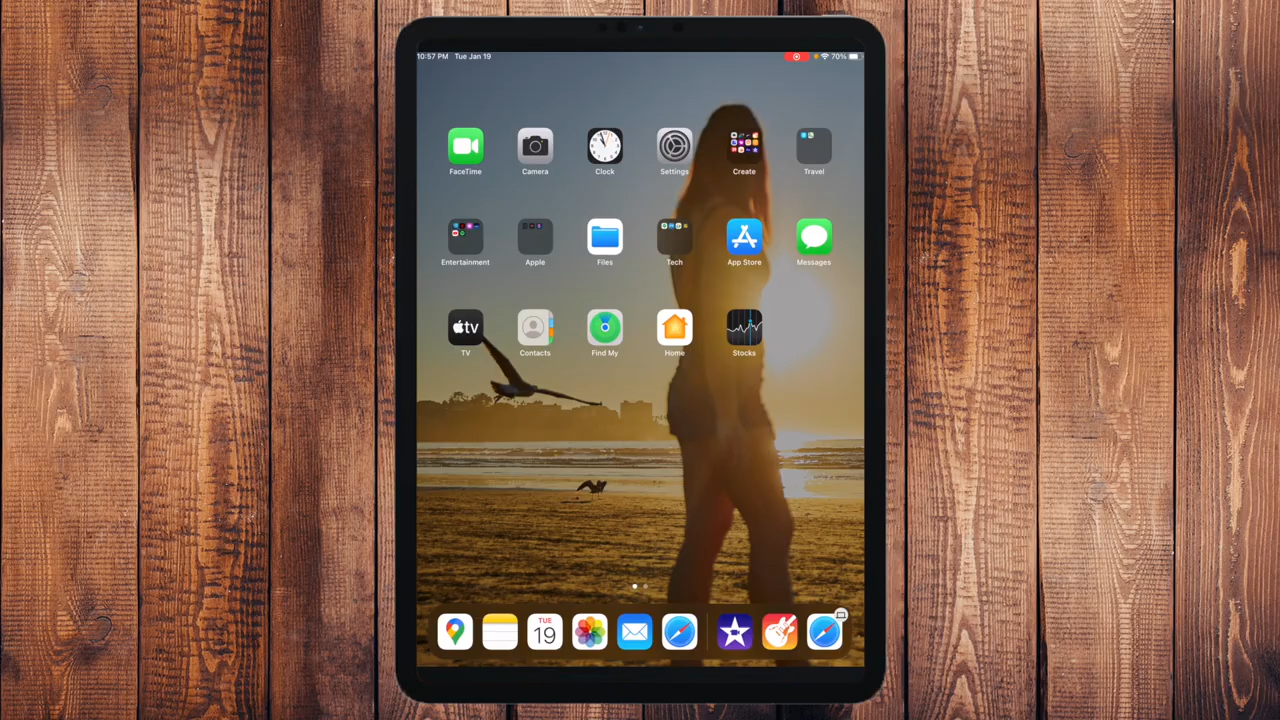 10:57 PM Tue Jan 19 70%
FaceTime Camera Clock Settings Create Travel
Entertainment Apple Files Tech App Store Messages
tv
TV Contacts Find My Home Stocks
TUE
19